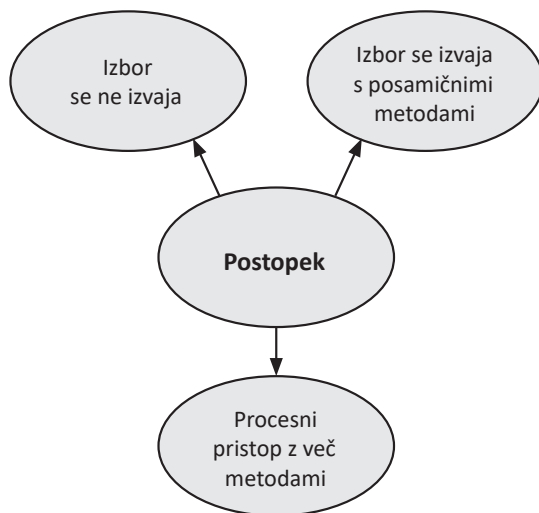 Izbor
se ne izvaja
Izbor se izvaja
s posamičnimi
metodami
Postopek
Procesni
pristop z več
metodami